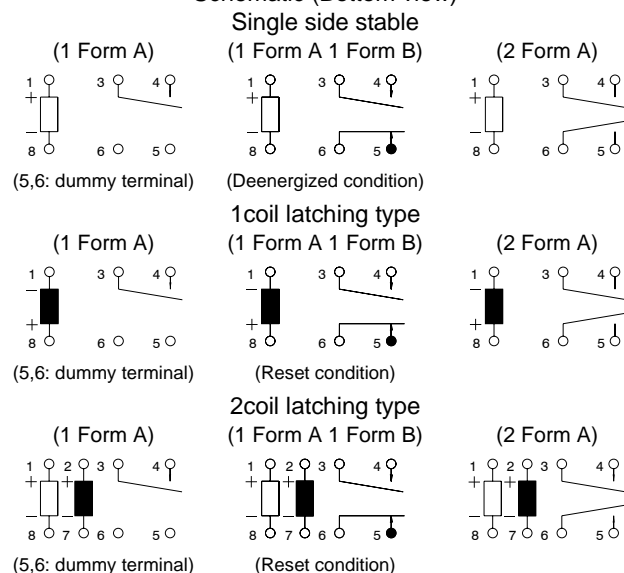 Schematic (Bottom view)
Single side stable
(1 Form A) (1 Form A 1 Form B) (2 Form A)
1 3 4 1 3 4 1 3 4
+ + +
– – –
8 6 5 8 6 5 8 6 5
(5,6: dummy terminal) (Deenergized condition)
1coil latching type
(1 Form A) (1 Form A 1 Form B) (2 Form A)
1 3 4 1 3 4 1 3 4
– – –
+ + +
8 6 5 8 6 5 8 6 5
(5,6: dummy terminal) (Reset condition)
2coil latching type
(1 Form A) (1 Form A 1 Form B) (2 Form A)
1 2 3 4 1 2 3 4 1 2 3 4
+ + + + + +
– – – – – –
8 7 6 5 8 7 6 5 8 7 6 5
(5,6: dummy terminal) (Reset condition)